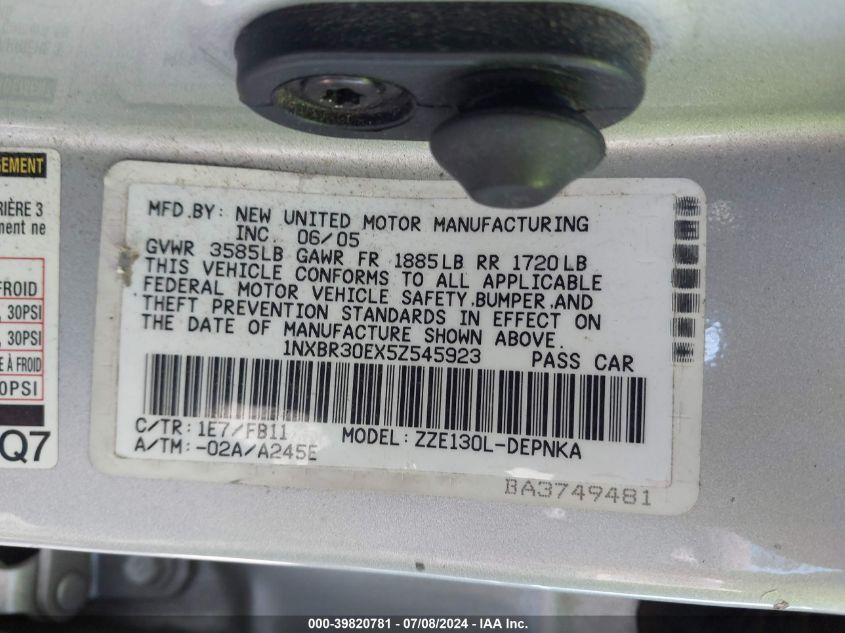 GEMENT
RIÈRE 3
ement ne
FROID
, 30PSI
, 30PSI
E À FROID
0PSI
Q7
MFD.BY: NEW UNITED MOTOR MANUFACTURING
INC. 06/05
GVWR 3585LB GAWR FR 1885LB RR 1720LB
THIS VEHICLE CONFORMS TO ALL APPLICABLE
FEDERAL MOTOR VEHICLE SAFETY,BUMPER,AND
THEFT PREVENTION STANDARDS IN EFFECT ON
THE DATE OF MANUFACTURE SHOWN ABOVE.
1NXBR30EX5Z545923 PASS CAR
C/TR: 1E7/FB11 MODEL: ZZE130L-DEPNKA
A/TM:-02A/A245E
BA3749481
000-39820781 - 07/08/2024 - IAA Inc.